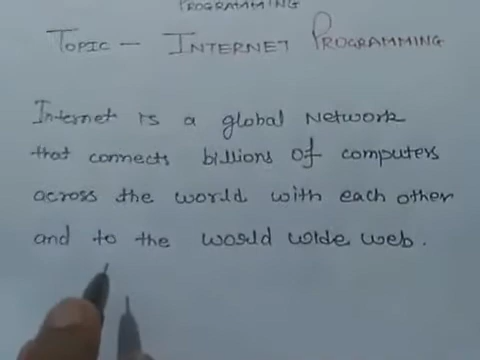 PROGRAMMING
TOPIC - INTERNET PROGRAMMING
Internet is a global Network
that connects billions of computers
across the world with each other
and to the world wide web.